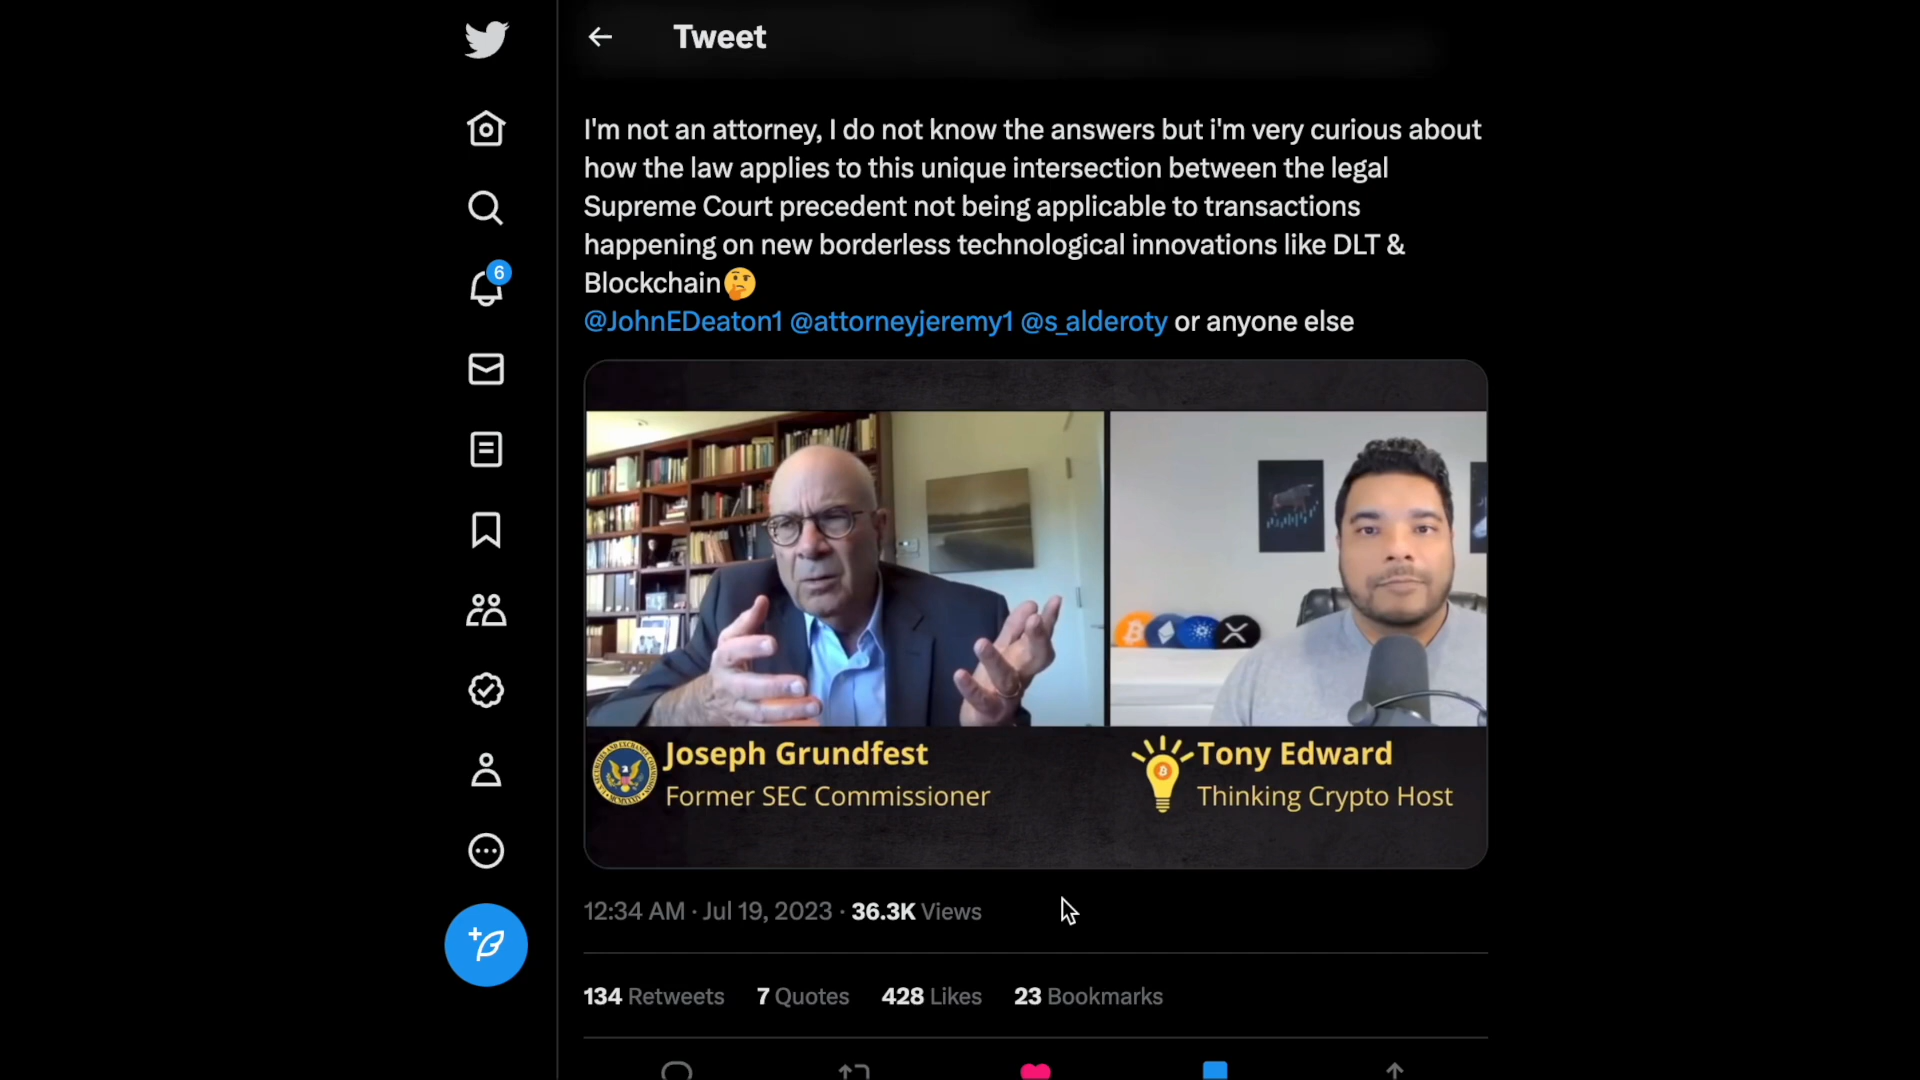 Tweet
I'm not an attorney, I do not know the answers but i'm very curious about
how the law applies to this unique intersection between the legal
Supreme Court precedent not being applicable to transactions
happening on new borderless technological innovations like DLT &
Blockchain🤔
@JohnEDeaton1 @attorneyjeremy1 @s_alderoty or anyone else
6
Joseph Grundfest
Former SEC Commissioner
Tony Edward
Thinking Crypto Host
12:34 AM · Jul 19, 2023 · 36.3K Views
134 Retweets 7 Quotes 428 Likes 23 Bookmarks